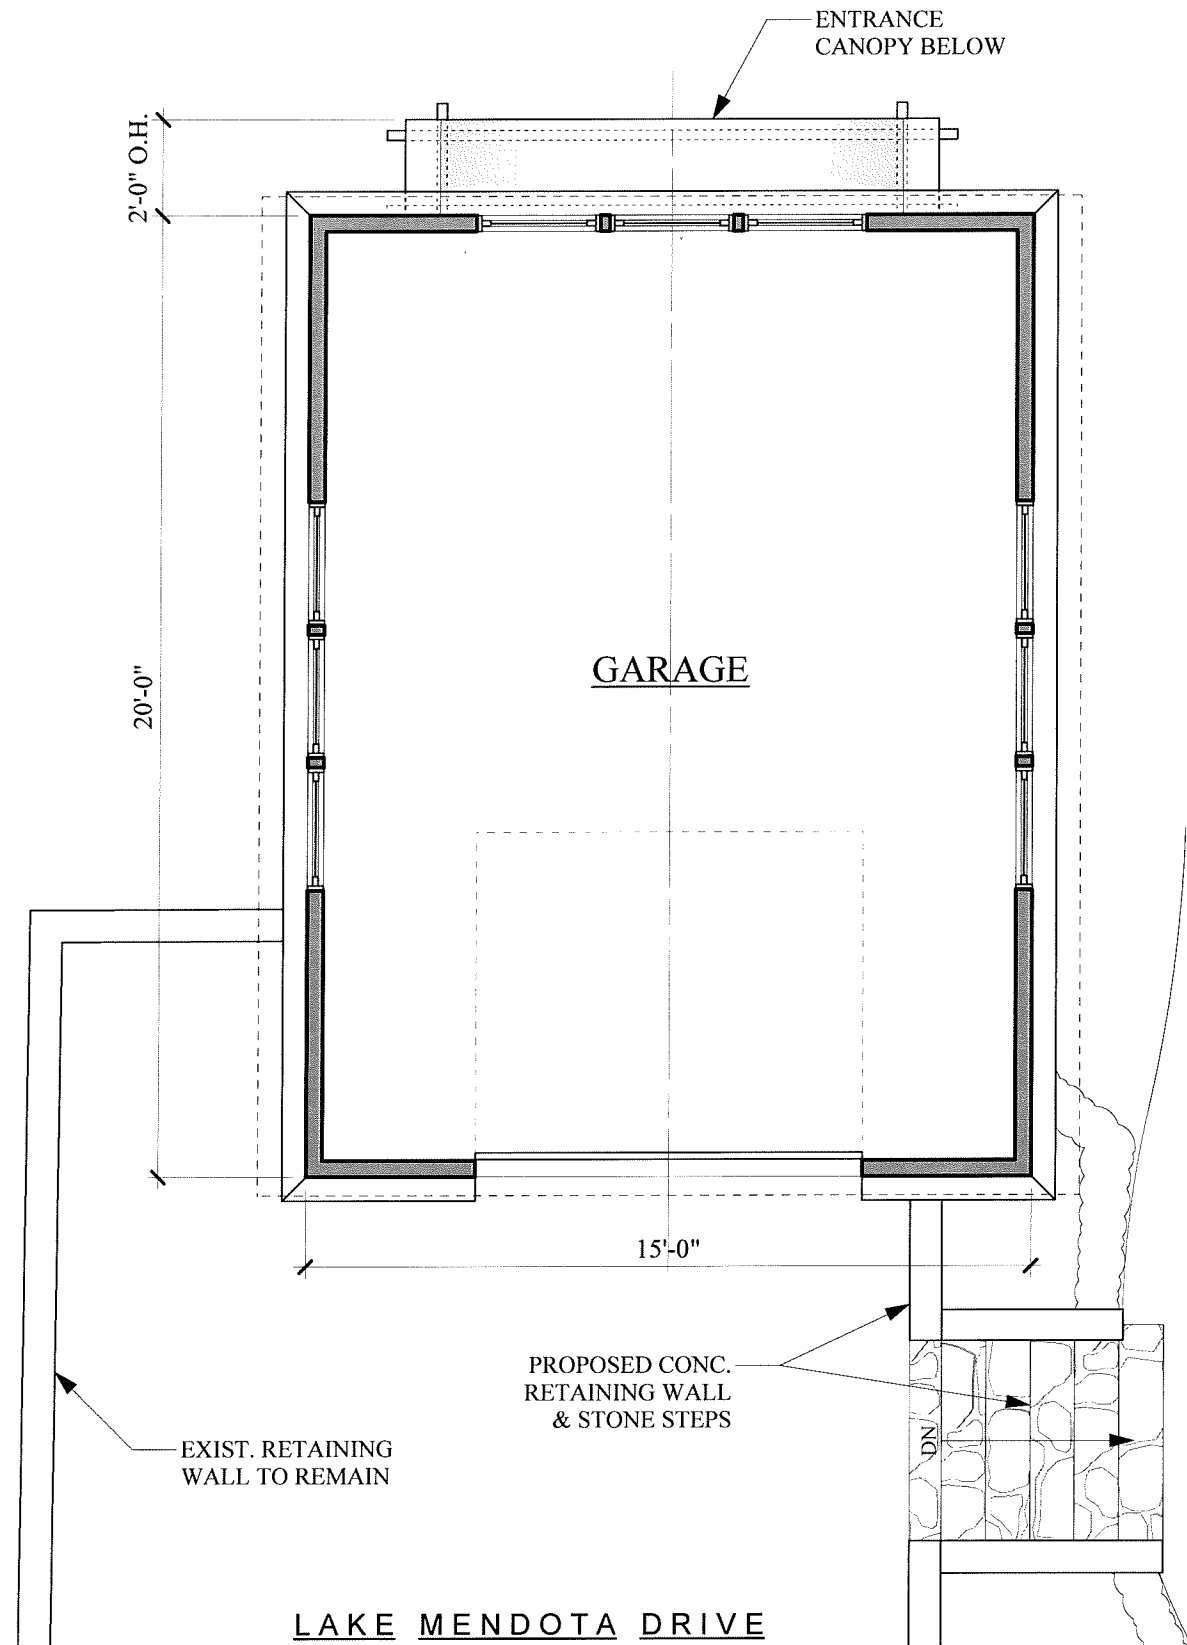 ENTRANCE
CANOPY BELOW
2'-0" O.H.
20'-0"
GARAGE
15'-0"
PROPOSED CONC.
RETAINING WALL
& STONE STEPS
DN
EXIST. RETAINING
WALL TO REMAIN
LAKE MENDOTA DRIVE